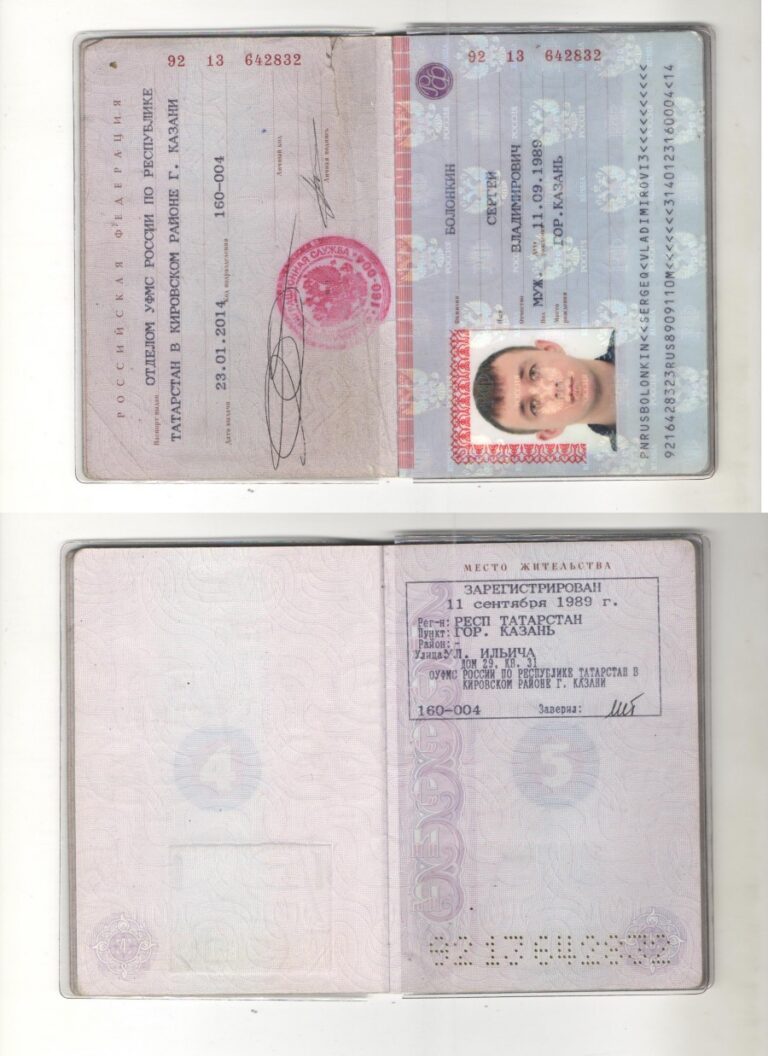 РОССИЙСКАЯ ФЕДЕРАЦИЯ
Паспорт выдан
ОТДЕЛОМ УФМС РОССИИ ПО РЕСПУБЛИКЕ
ТАТАРСТАН В КИРОВСКОМ РАЙОНЕ Г. КАЗАНИ
Дата выдачи 23.01.2014 Код подразделения 160-004
Личный код
Личная подпись
92 13 642832
92 13 642832
Фамилия БОЛОНКИН
Имя СЕРГЕЙ
Отчество ВЛАДИМИРОВИЧ
Пол МУЖ. Дата рождения 11.09.1989
Место рождения ГОР.КАЗАНЬ
PNRUSBOLONKIN<<SERGEQ<VLADIMIROVI3<<<<<<<<<<
9216428323RUS8909110M<<<<<<<3140123160004<14
4
МЕСТО ЖИТЕЛЬСТВА
ЗАРЕГИСТРИРОВАН
11 сентября 1989 г.
Рег-н: РЕСП ТАТАРСТАН
Пункт: ГОР. КАЗАНЬ
Район: -
Улица: УЛ. ИЛЬИЧА
ДОМ 29, КВ. 31
ОУФМС РОССИИ ПО РЕСПУБЛИКЕ ТАТАРСТАН В
КИРОВСКОМ РАЙОНЕ Г. КАЗАНИ
160-004 Заверил:
5